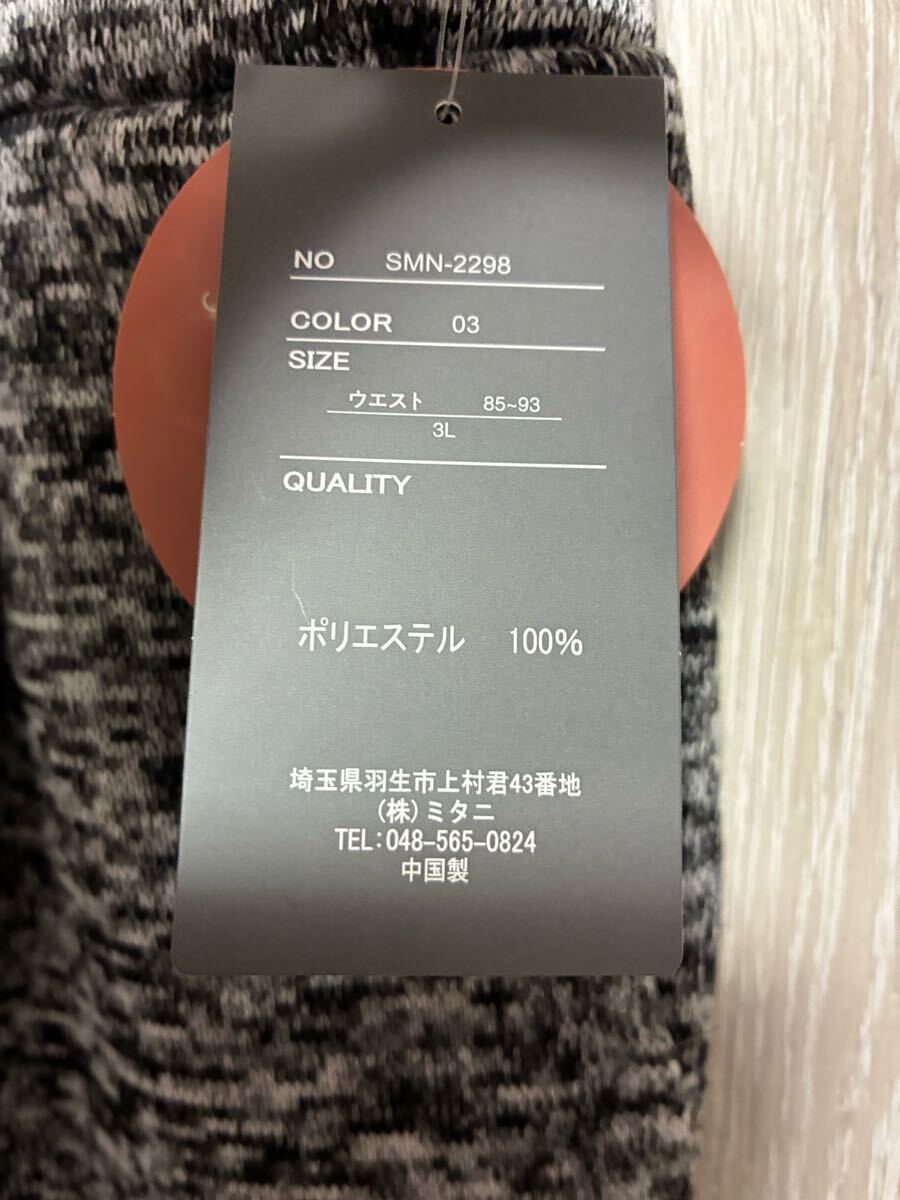 NO SMN-2298
COLOR 03
SIZE
ウエスト 85~93
3L
QUALITY
ポリエステル 100%
埼玉県羽生市上村君43番地
(株)ミタニ
TEL:048-565-0824
中国製